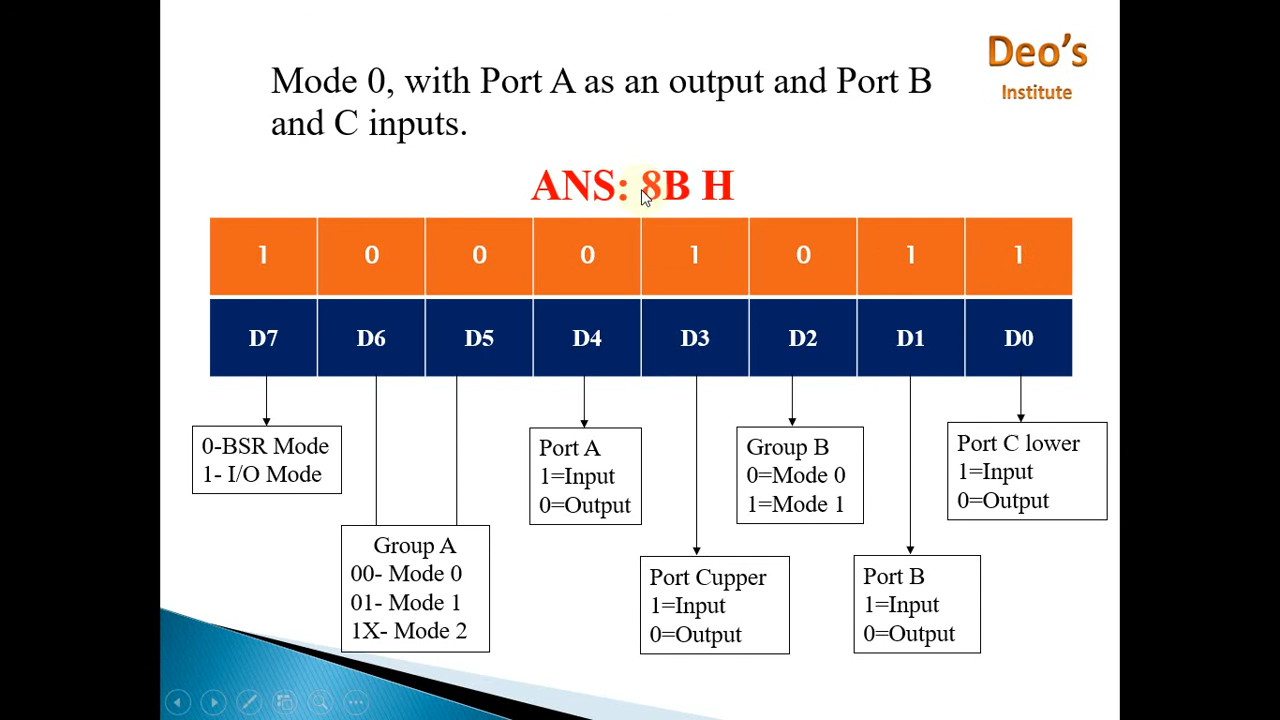 Deo's
Institute
Mode 0, with Port A as an output and Port B
and C inputs.
ANS: 8B H
1 0 0 0 1 0 1 1
D7 D6 D5 D4 D3 D2 D1 D0
0-BSR Mode
1- I/O Mode
Group A
00- Mode 0
01- Mode 1
1X- Mode 2
Port A
1=Input
0=Output
Port Cupper
1=Input
0=Output
Group B
0=Mode 0
1=Mode 1
Port B
1=Input
0=Output
Port C lower
1=Input
0=Output